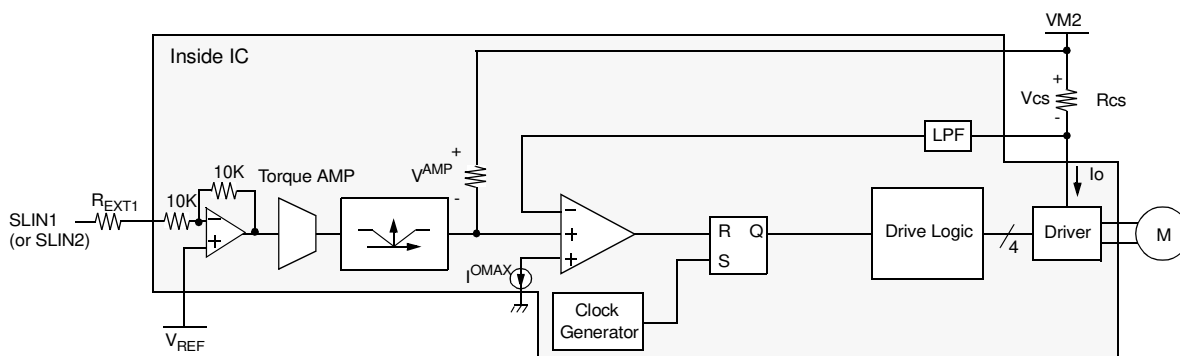 VM2
Inside IC
+
Vcs
-
Rcs
LPF
Io
10K
Torque AMP
+
VAMP
-
SLIN1
(or SLIN2)
REXT1
10K
-
+
-
+
+
R Q
S
Drive Logic
4
Driver
M
IOMAX
Clock
Generator
VREF